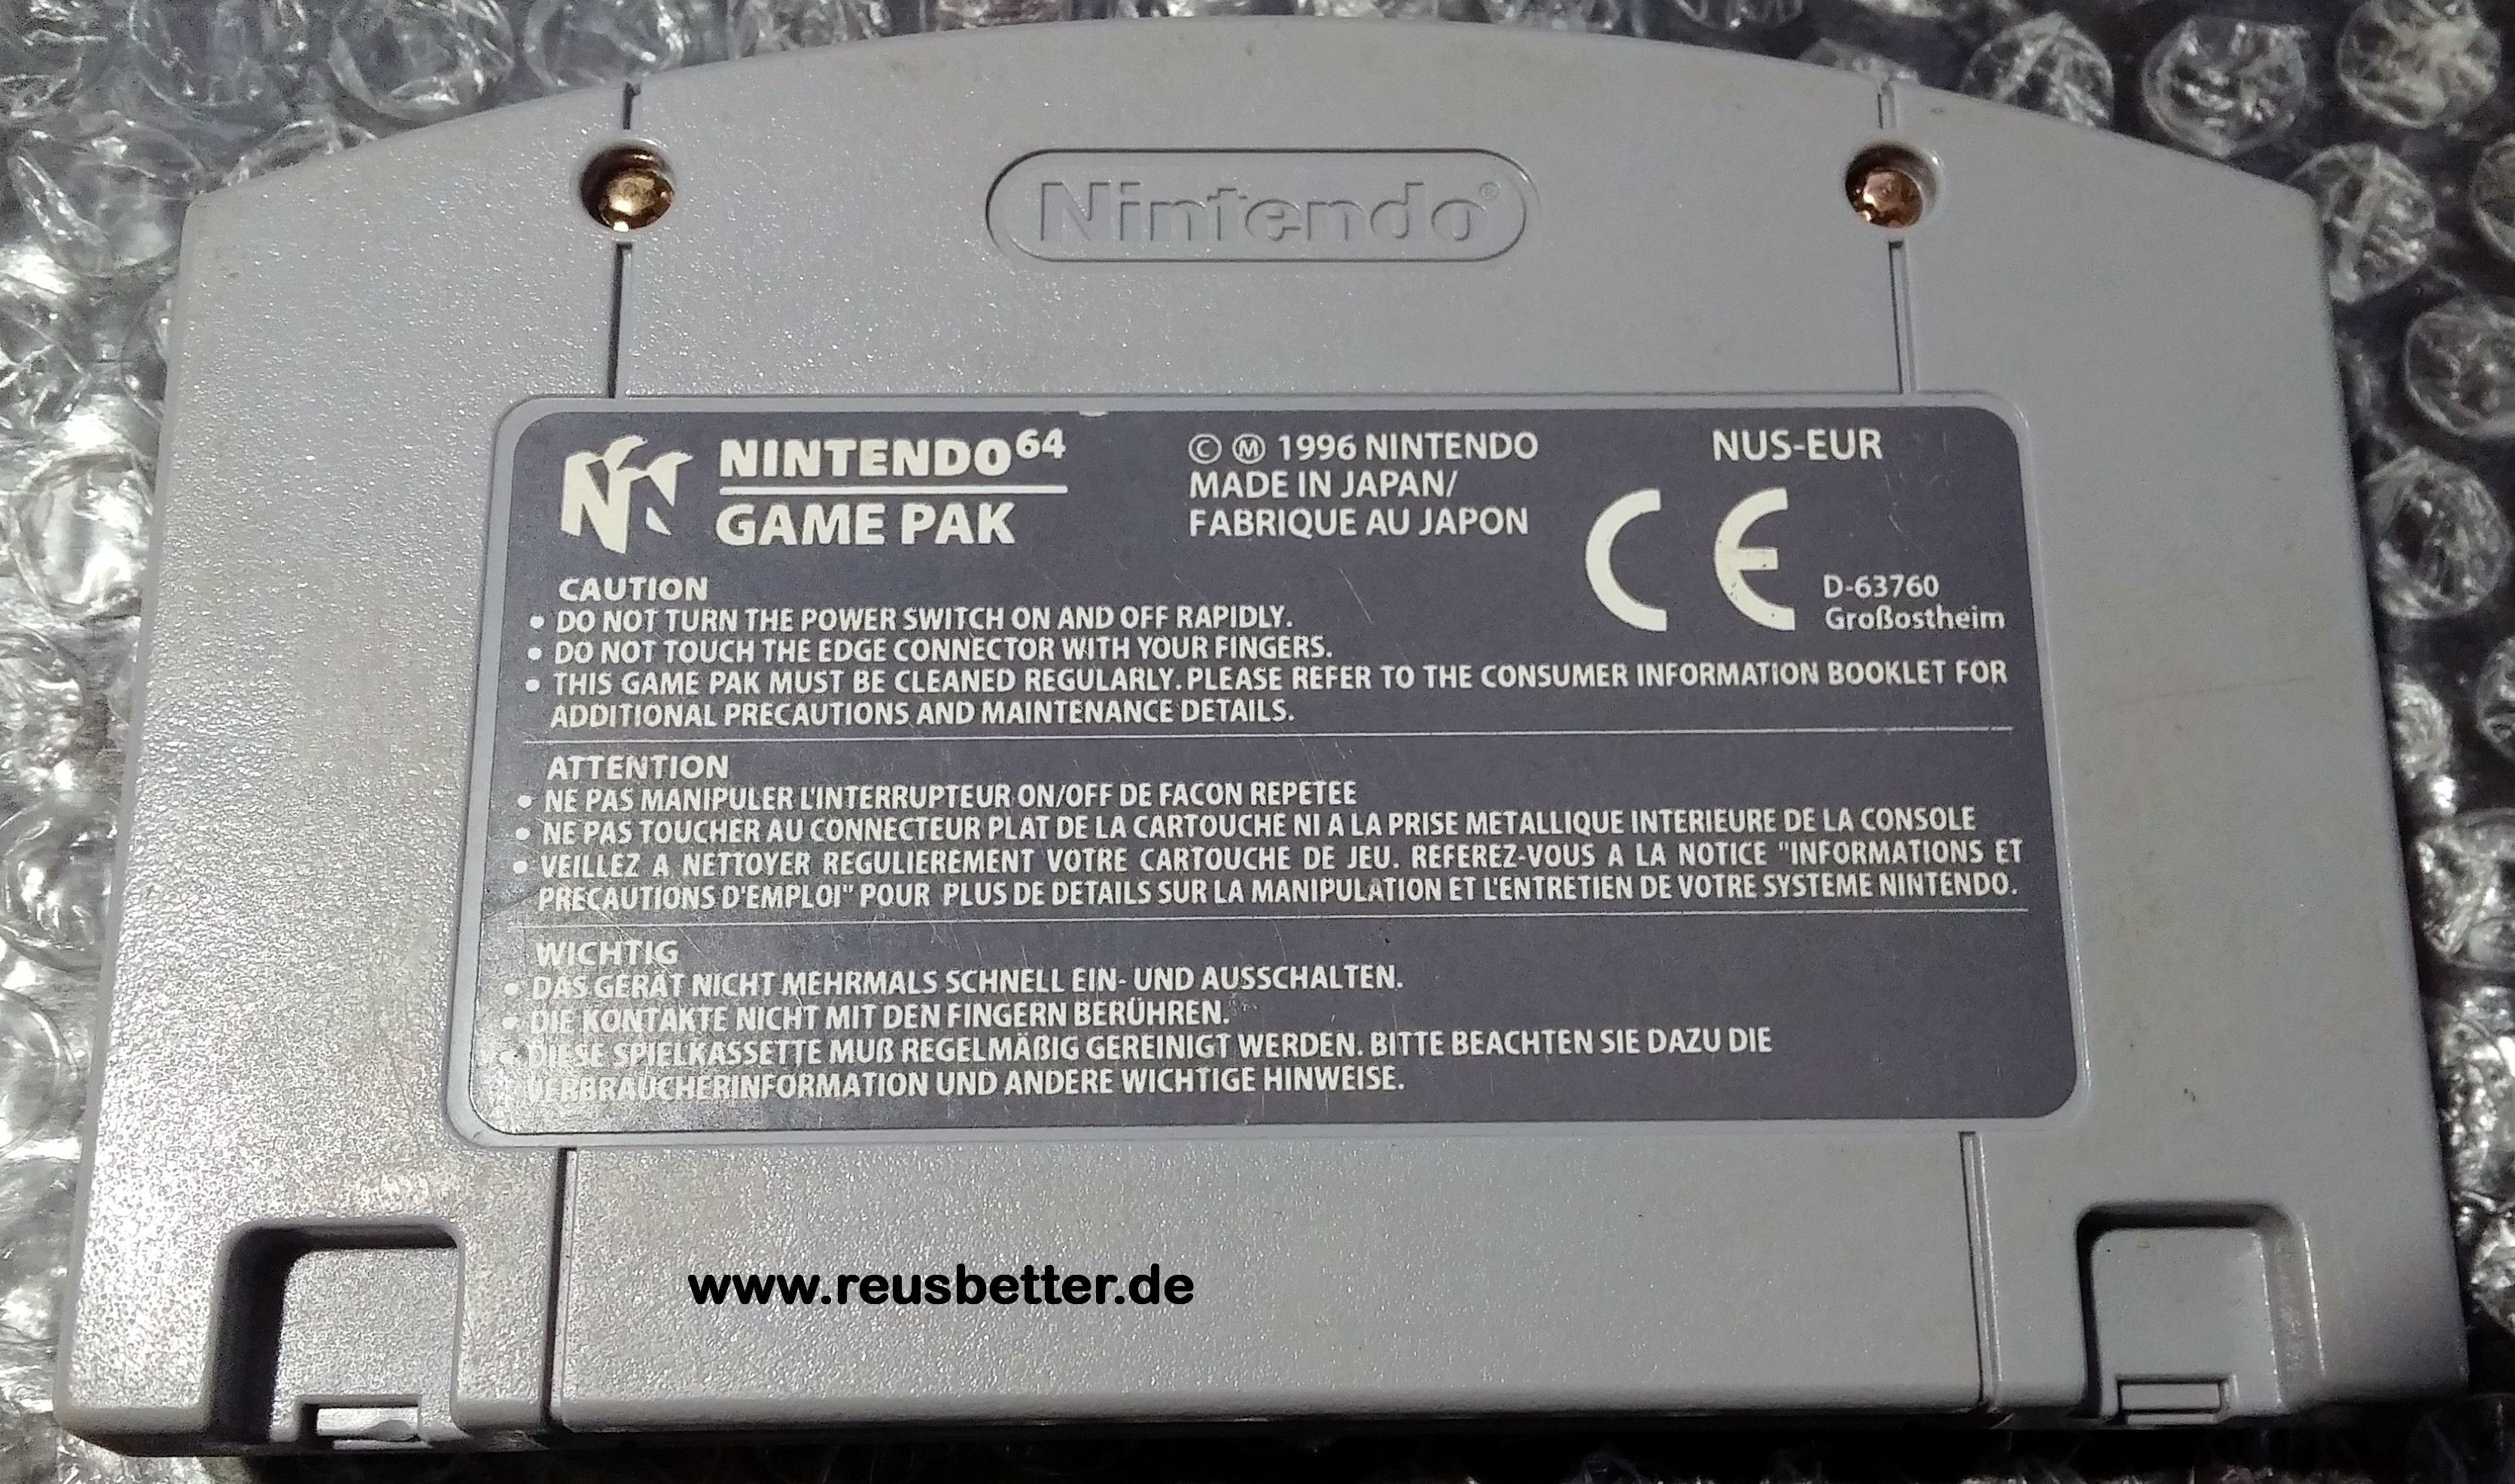 Nintendo®
NINTENDO64
GAME PAK
Ⓒ Ⓜ 1996 NINTENDO
MADE IN JAPAN/
FABRIQUE AU JAPON
NUS-EUR
CE
D-63760
Großostheim
CAUTION
• DO NOT TURN THE POWER SWITCH ON AND OFF RAPIDLY.
• DO NOT TOUCH THE EDGE CONNECTOR WITH YOUR FINGERS.
• THIS GAME PAK MUST BE CLEANED REGULARLY. PLEASE REFER TO THE CONSUMER INFORMATION BOOKLET FOR
ADDITIONAL PRECAUTIONS AND MAINTENANCE DETAILS.
ATTENTION
• NE PAS MANIPULER L'INTERRUPTEUR ON/OFF DE FACON REPETEE
• NE PAS TOUCHER AU CONNECTEUR PLAT DE LA CARTOUCHE NI A LA PRISE METALLIQUE INTERIEURE DE LA CONSOLE
• VEILLEZ A NETTOYER REGULIEREMENT VOTRE CARTOUCHE DE JEU. REFEREZ-VOUS A LA NOTICE "INFORMATIONS ET
PRECAUTIONS D'EMPLOI" POUR PLUS DE DETAILS SUR LA MANIPULATION ET L'ENTRETIEN DE VOTRE SYSTEME NINTENDO.
WICHTIG
• DAS GERÄT NICHT MEHRMALS SCHNELL EIN- UND AUSSCHALTEN.
• DIE KONTAKTE NICHT MIT DEN FINGERN BERÜHREN.
• DIESE SPIELKASSETTE MUß REGELMÄßIG GEREINIGT WERDEN. BITTE BEACHTEN SIE DAZU DIE
VERBRAUCHERINFORMATION UND ANDERE WICHTIGE HINWEISE.
www.reusbetter.de